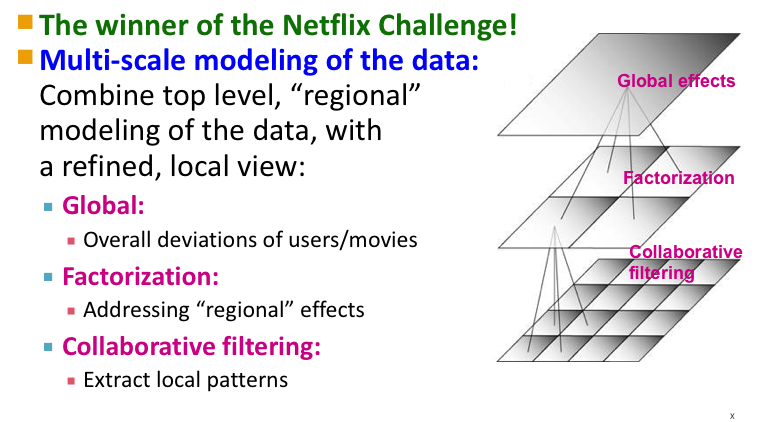 The winner of the Netflix Challenge!
Multi-scale modeling of the data:
Combine top level, “regional”
modeling of the data, with
a refined, local view:
Global:
Overall deviations of users/movies
Factorization:
Addressing “regional” effects
Collaborative filtering:
Extract local patterns
Global effects
Factorization
Collaborative
filtering
x